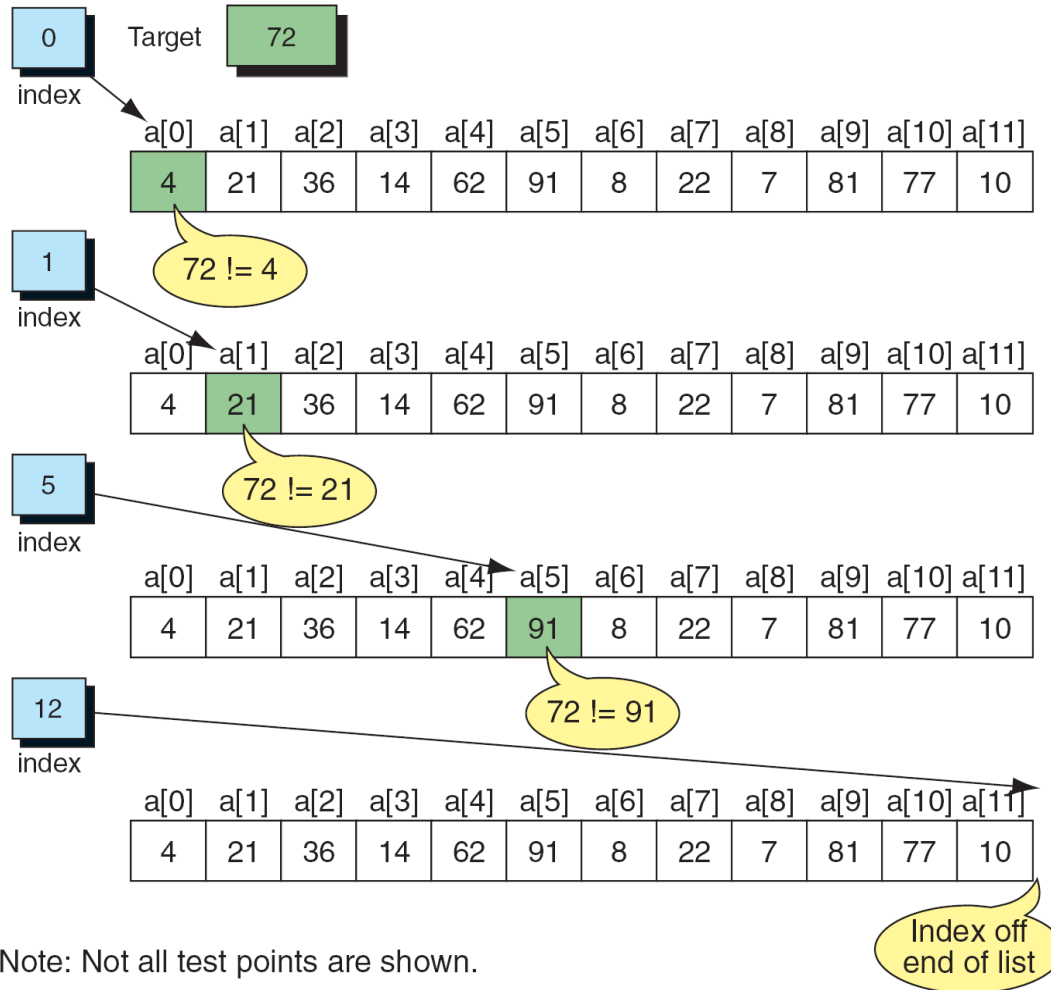 0 Target 72
index
a[0] a[1] a[2] a[3] a[4] a[5] a[6] a[7] a[8] a[9] a[10] a[11]
4 21 36 14 62 91 8 22 7 81 77 10
72 != 4
1
index
a[0] a[1] a[2] a[3] a[4] a[5] a[6] a[7] a[8] a[9] a[10] a[11]
4 21 36 14 62 91 8 22 7 81 77 10
72 != 21
5
index
a[0] a[1] a[2] a[3] a[4] a[5] a[6] a[7] a[8] a[9] a[10] a[11]
4 21 36 14 62 91 8 22 7 81 77 10
72 != 91
12
index
a[0] a[1] a[2] a[3] a[4] a[5] a[6] a[7] a[8] a[9] a[10] a[11]
4 21 36 14 62 91 8 22 7 81 77 10
Index off
end of list
Note: Not all test points are shown.